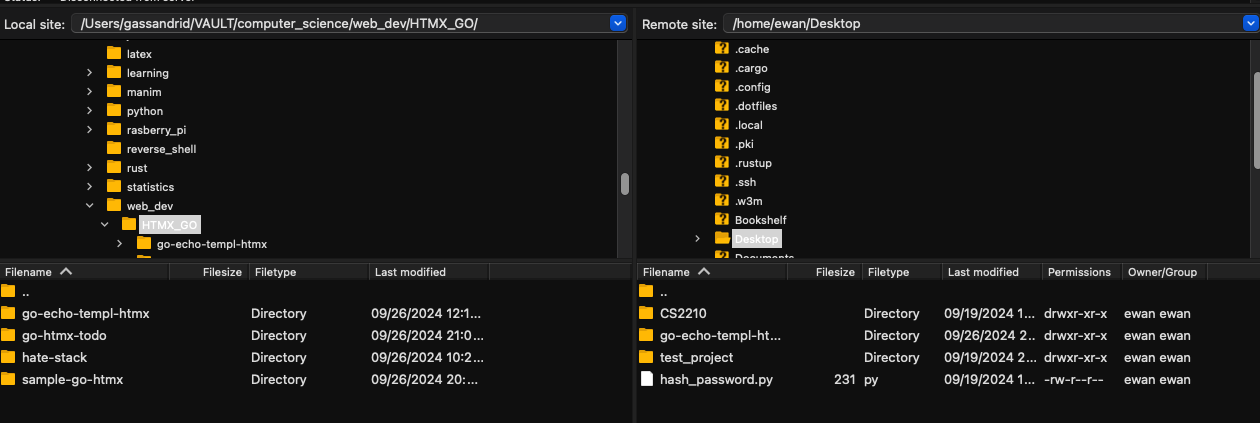 Disconnected from server
Local site: /Users/gassandrid/VAULT/computer_science/web_dev/HTMX_GO/
latex
learning
manim
python
rasberry_pi
reverse_shell
rust
statistics
web_dev
HTMX_GO
go-echo-templ-htmx
Filename Filesize Filetype Last modified
..
go-echo-templ-htmx Directory 09/26/2024 12:1...
go-htmx-todo Directory 09/26/2024 21:0...
hate-stack Directory 09/26/2024 10:2...
sample-go-htmx Directory 09/26/2024 20:...
Remote site: /home/ewan/Desktop
.cache
.cargo
.config
.dotfiles
.local
.pki
.rustup
.ssh
.w3m
Bookshelf
Desktop
Documents
Filename Filesize Filetype Last modified Permissions Owner/Group
..
CS2210 Directory 09/19/2024 1... drwxr-xr-x ewan ewan
go-echo-templ-ht... Directory 09/26/2024 2... drwxr-xr-x ewan ewan
test_project Directory 09/19/2024 2... drwxr-xr-x ewan ewan
hash_password.py 231 py 09/19/2024 1... -rw-r--r-- ewan ewan